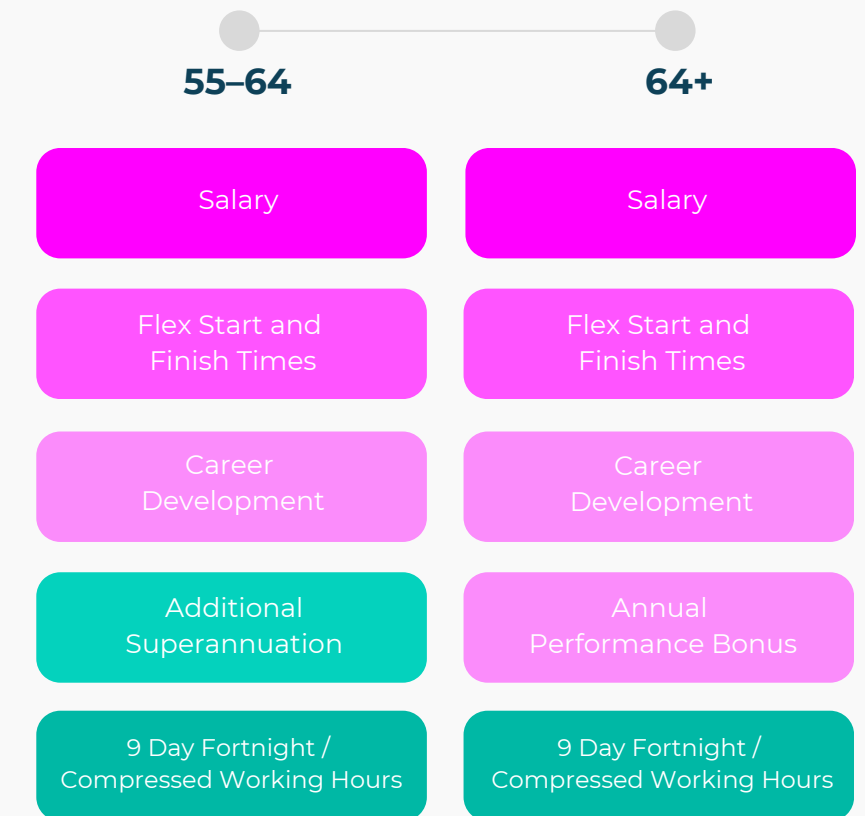 55–64
64+
Salary
Salary
Flex Start and
Finish Times
Flex Start and
Finish Times
Career
Development
Career
Development
Additional
Superannuation
Annual
Performance Bonus
9 Day Fortnight /
Compressed Working Hours
9 Day Fortnight /
Compressed Working Hours